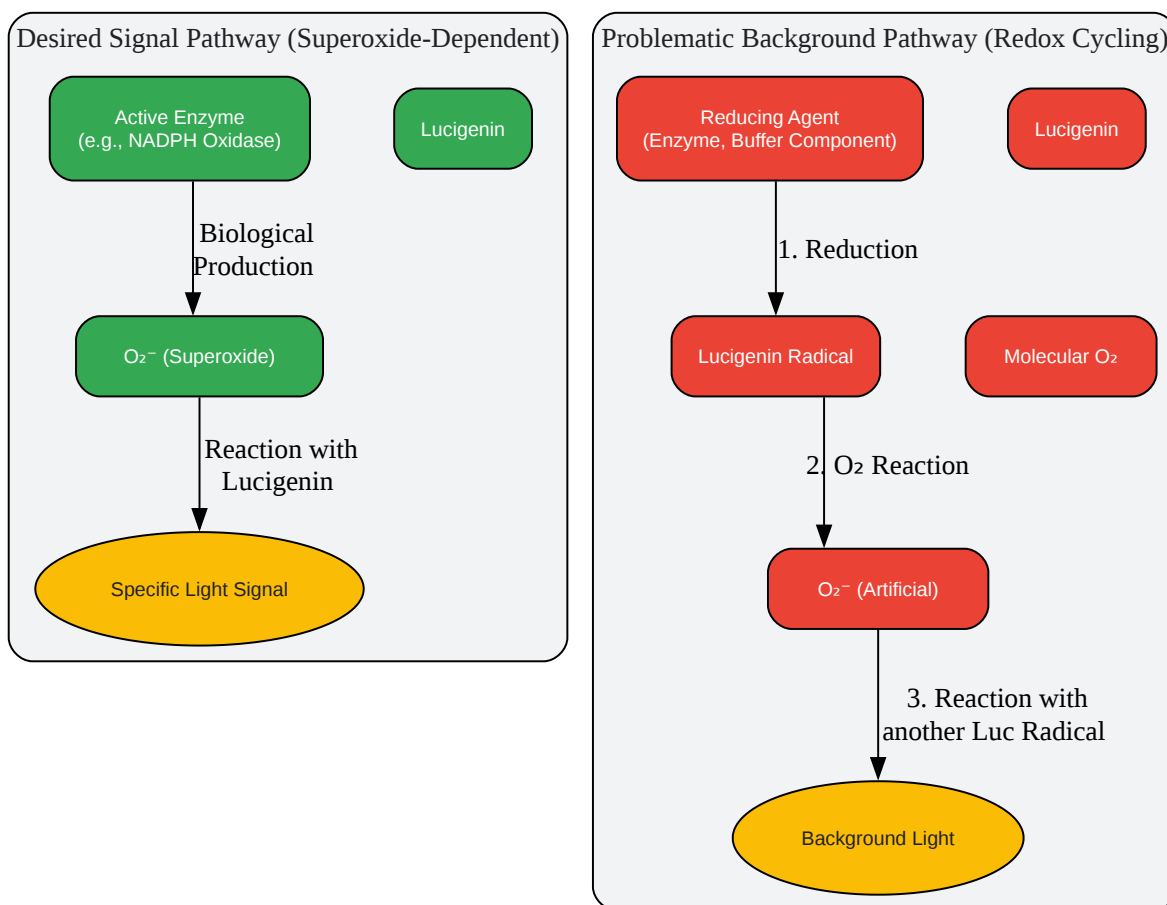 Desired Signal Pathway (Superoxide-Dependent)
Active Enzyme
(e.g., NADPH Oxidase)
Lucigenin
Biological
Production
O₂⁻ (Superoxide)
Reaction with
Lucigenin
Specific Light Signal
Problematic Background Pathway (Redox Cycling)
Reducing Agent
(Enzyme, Buffer Component)
Lucigenin
1. Reduction
Lucigenin Radical
Molecular O₂
2. O₂ Reaction
O₂⁻ (Artificial)
3. Reaction with
another Luc Radical
Background Light